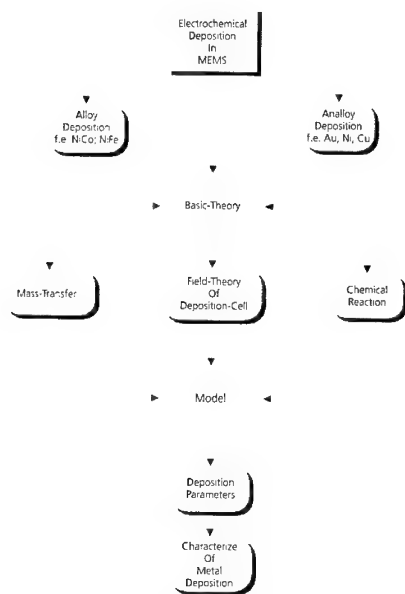 Electrochemical
Deposition
In
MEMS
Alloy
Deposition
f.e. NiCo; NiFe
Analloy
Deposition
f.e. Au, Ni, Cu
Basic-Theory
Mass-Transfer
Field-Theory
Of
Deposition-Cell
Chemical
Reaction
Model
Deposition
Parameters
Characterize
Of
Metal
Deposition